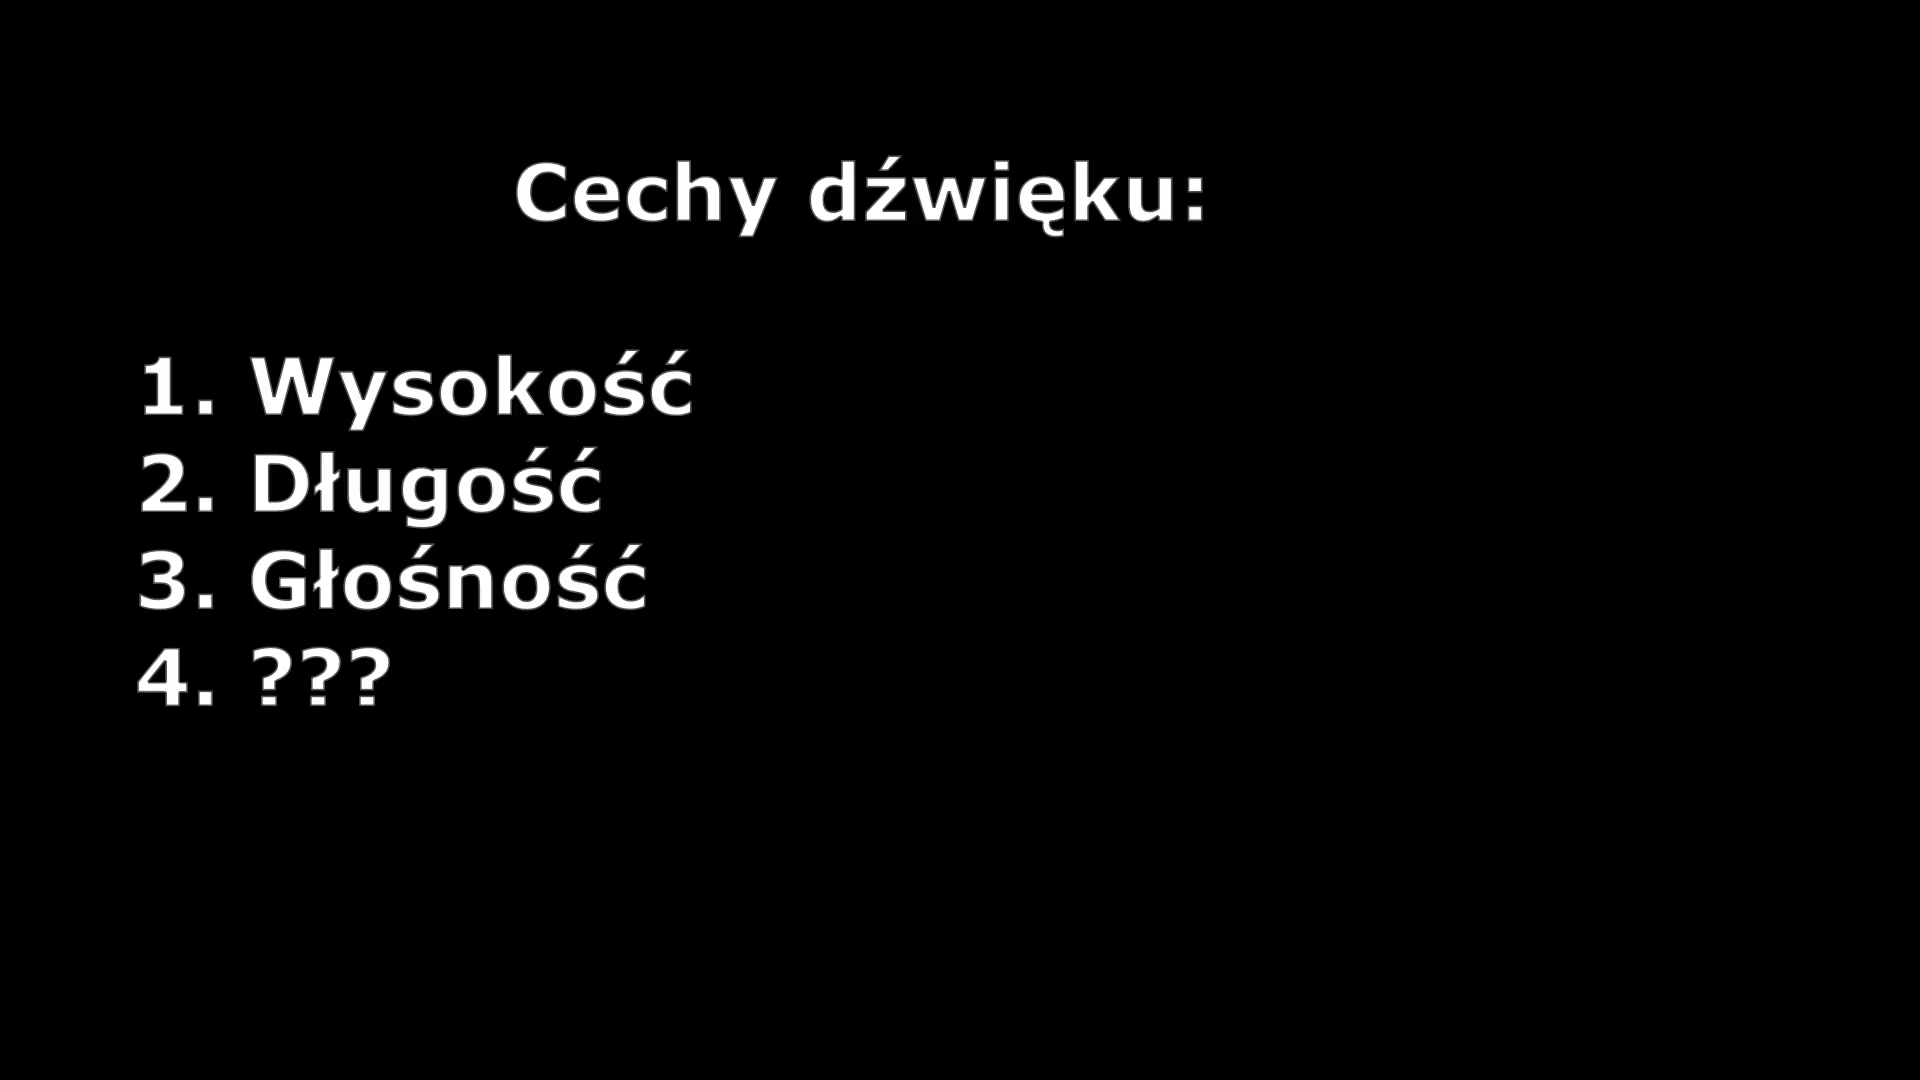 Cechy dźwięku:
1. Wysokość
2. Długość
3. Głośność
4. ???